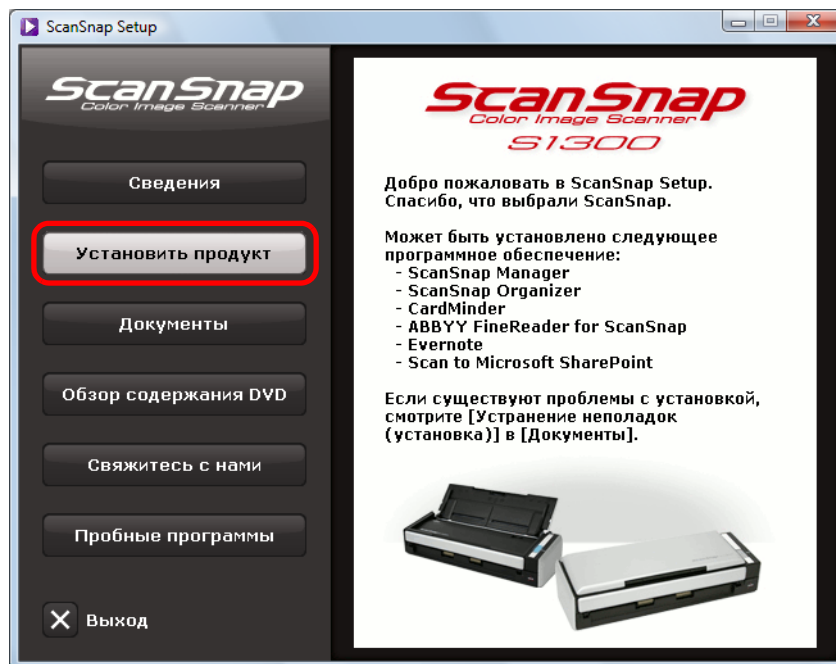 ScanSnap Setup
ScanSnap
Color Image Scanner
Сведения
Установить продукт
Документы
Обзор содержания DVD
Свяжитесь с нами
Пробные программы
Выход
ScanSnap
Color Image Scanner
S1300
Добро пожаловать в ScanSnap Setup.
Спасибо, что выбрали ScanSnap.
Может быть установлено следующее
программное обеспечение:
- ScanSnap Manager
- ScanSnap Organizer
- CardMinder
- ABBYY FineReader for ScanSnap
- Evernote
- Scan to Microsoft SharePoint
Если существуют проблемы с установкой,
смотрите [Устранение неполадок
(установка)] в [Документы].